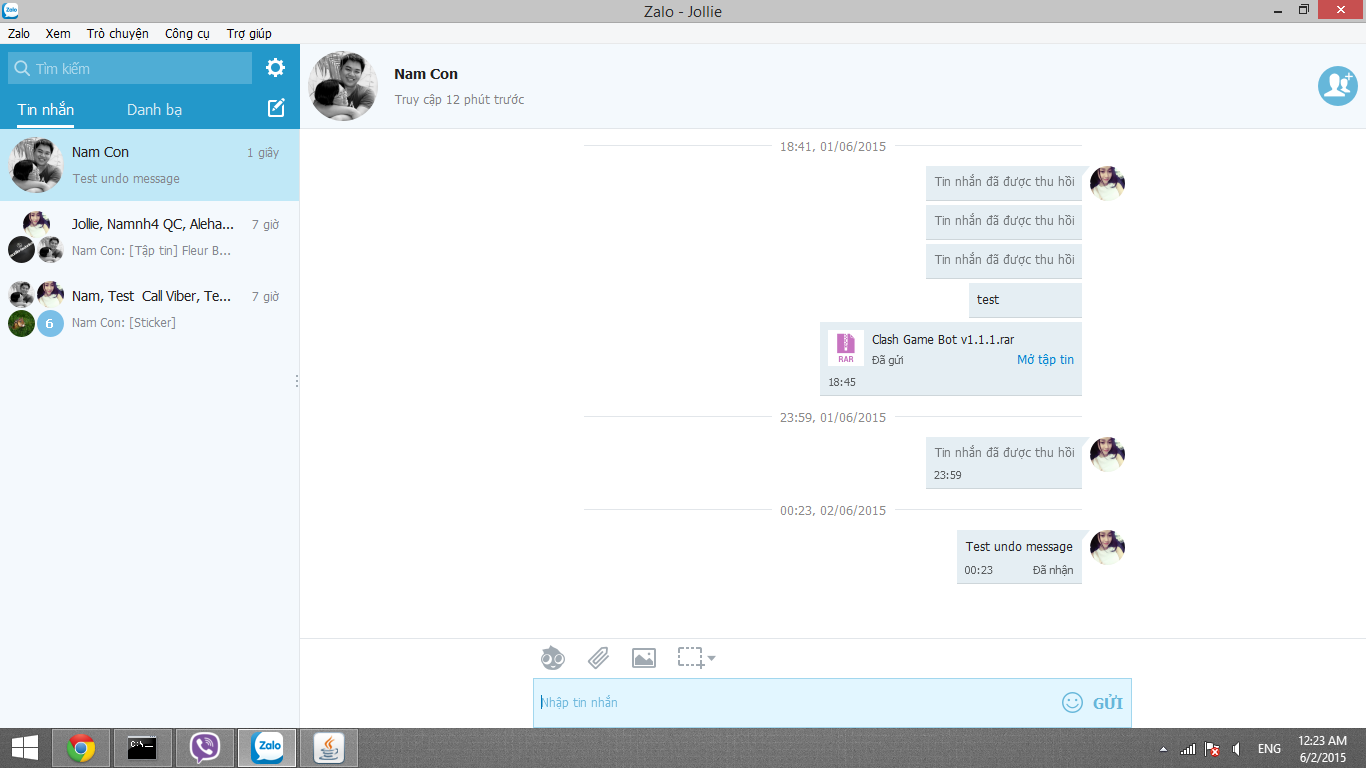 Zalo - Jollie
Zalo Xem Trò chuyện Công cụ Trợ giúp
Tìm kiếm
Tin nhắn Danh bạ
Nam Con 1 giây
Test undo message
Jollie, Namnh4 QC, Aleha... 7 giờ
Nam Con: [Tập tin] Fleur B...
Nam, Test Call Viber, Te... 7 giờ
6
Nam Con: [Sticker]
Nam Con
Truy cập 12 phút trước
18:41, 01/06/2015
Tin nhắn đã được thu hồi
Tin nhắn đã được thu hồi
Tin nhắn đã được thu hồi
test
RAR
Clash Game Bot v1.1.1.rar
Đã gửi Mở tập tin
18:45
23:59, 01/06/2015
Tin nhắn đã được thu hồi
23:59
00:23, 02/06/2015
Test undo message
00:23 Đã nhận
Nhập tin nhắn GỬI
C:\
Zalo
ENG
12:23 AM
6/2/2015